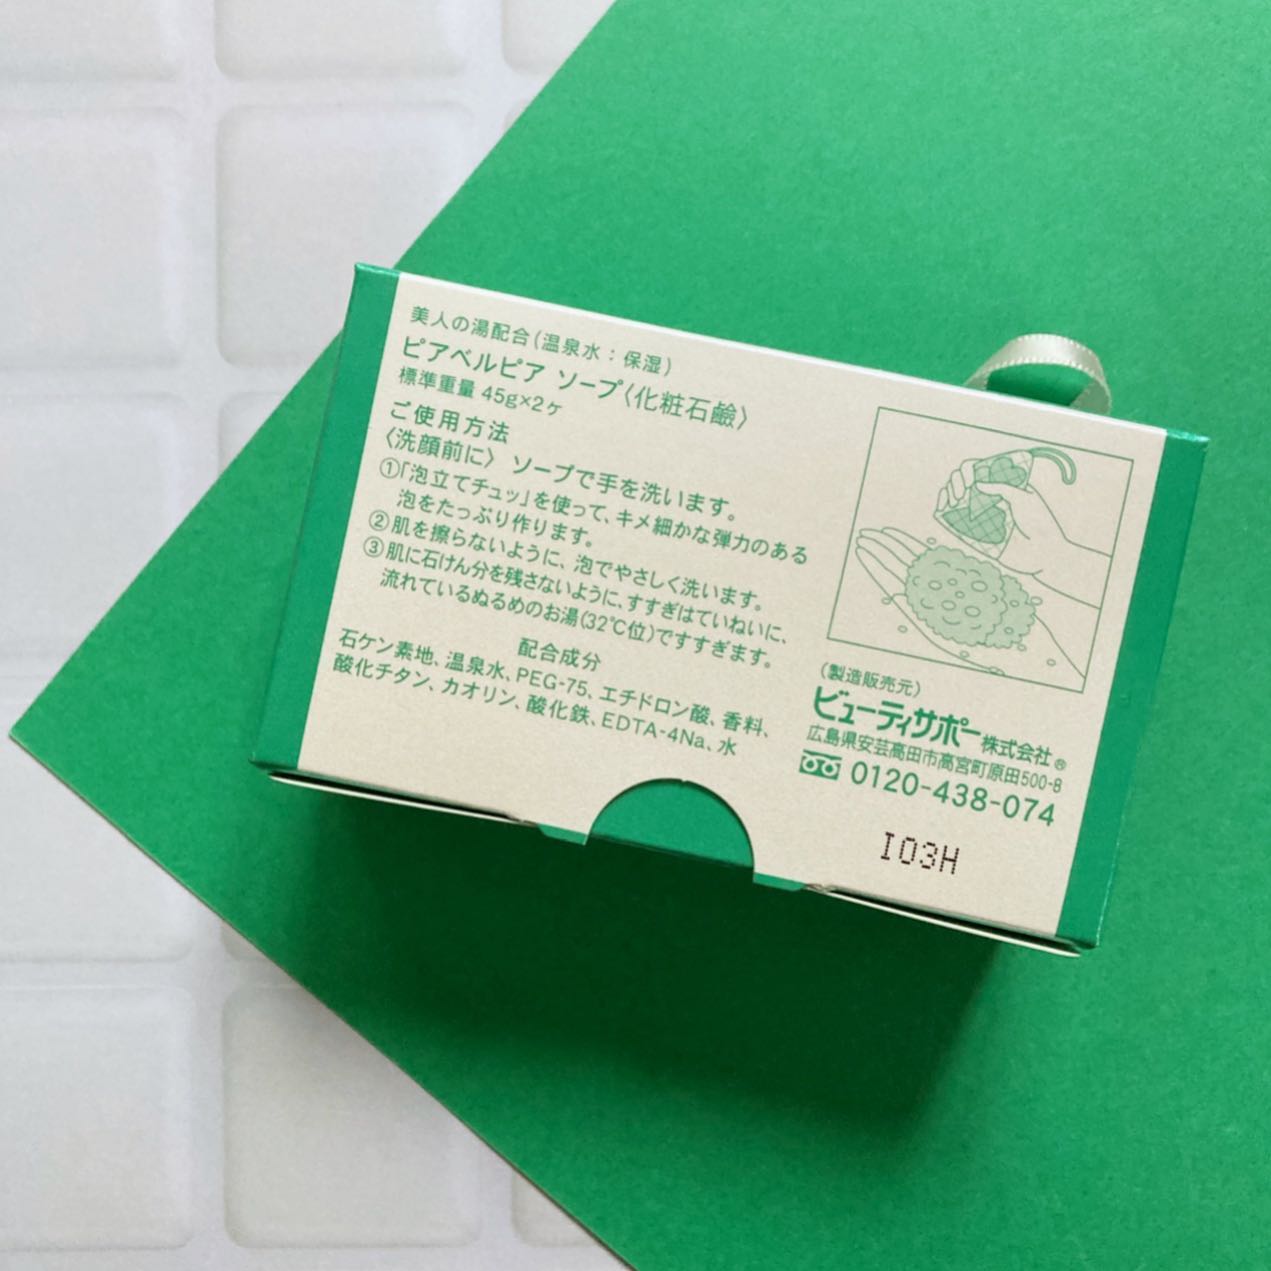 美人の湯配合(温泉水：保湿)
ピアベルピア ソープ〈化粧石鹸〉
標準重量 45g×2ヶ
ご使用方法
〈洗顔前に〉 ソープで手を洗います。
①「泡立てチュッ」を使って、キメ細かな弾力のある
泡をたっぷり作ります。
②肌を擦らないように、泡でやさしく洗います。
③肌に石けん分を残さないように、すすぎはていねいに、
流れているぬるめのお湯(32℃位)ですすぎます。
配合成分
石ケン素地、温泉水、PEG-75、エチドロン酸、香料、
酸化チタン、カオリン、酸化鉄、EDTA-4Na、水
(製造販売元)
ビューティサポー株式会社®
広島県安芸高田市高宮町原田500-8
0120-438-074
I03H